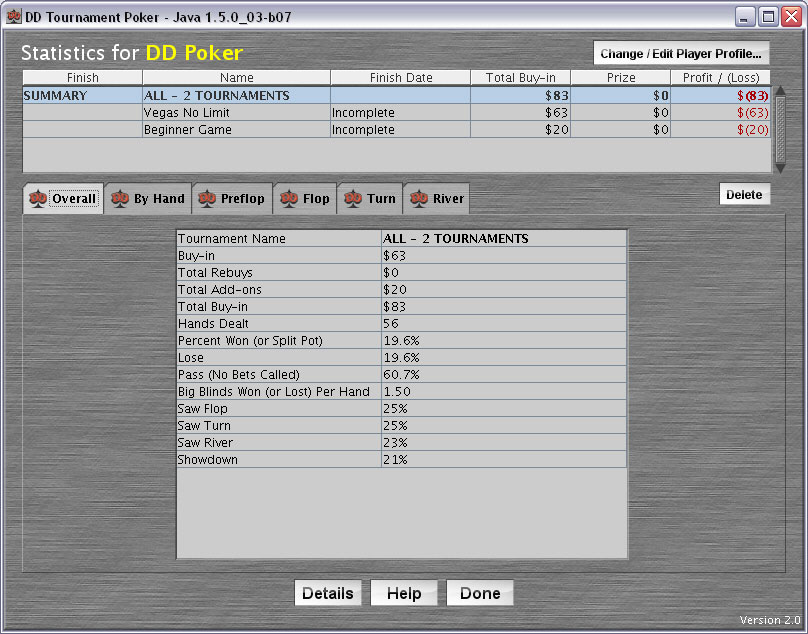 DD Tournament Poker - Java 1.5.0_03-b07
Statistics for DD Poker
Change / Edit Player Profile...
Finish Name Finish Date Total Buy-in Prize Profit / (Loss)
SUMMARY ALL - 2 TOURNAMENTS $83 $0 $(83)
Vegas No Limit Incomplete $63 $0 $(63)
Beginner Game Incomplete $20 $0 $(20)
Overall By Hand Preflop Flop Turn River Delete
Tournament Name ALL - 2 TOURNAMENTS
Buy-in $63
Total Rebuys $0
Total Add-ons $20
Total Buy-in $83
Hands Dealt 56
Percent Won (or Split Pot) 19.6%
Lose 19.6%
Pass (No Bets Called) 60.7%
Big Blinds Won (or Lost) Per Hand 1.50
Saw Flop 25%
Saw Turn 25%
Saw River 23%
Showdown 21%
Details Help Done
Version 2.0